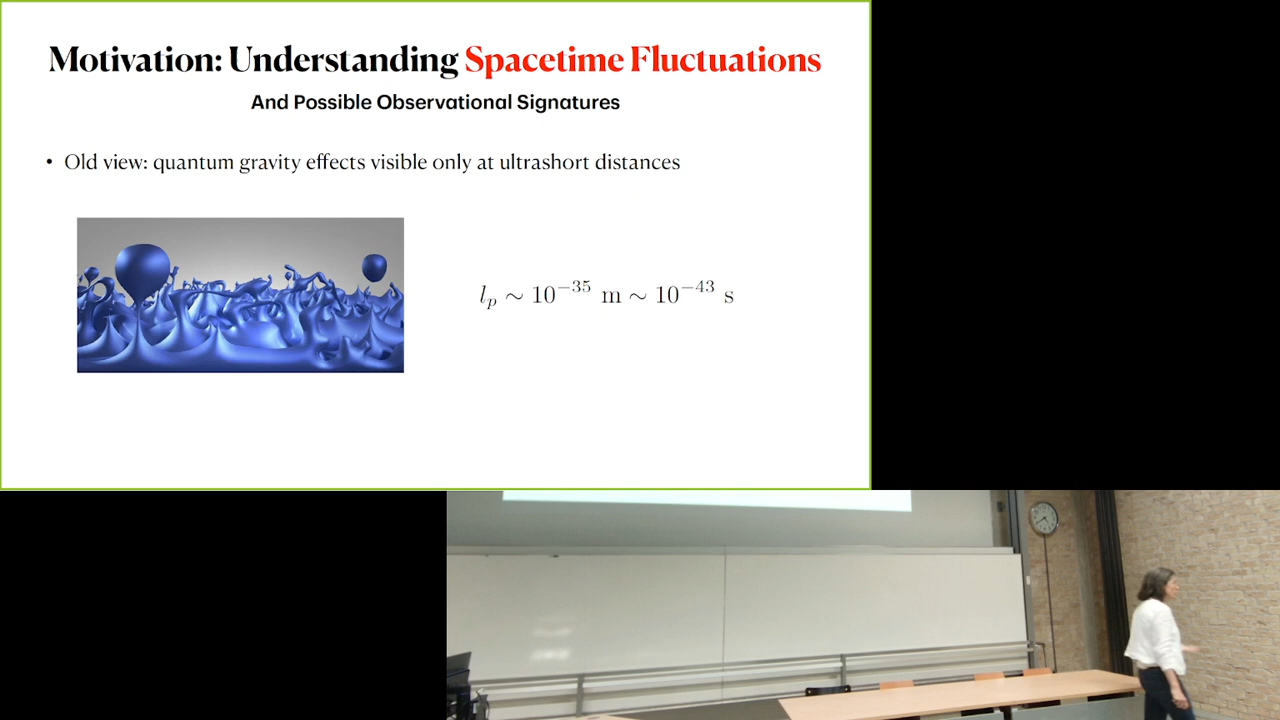 Motivation: Understanding Spacetime Fluctuations
And Possible Observational Signatures
• Old view: quantum gravity effects visible only at ultrashort distances
l_p ∼ 10^{−35} m ∼ 10^{−43} s